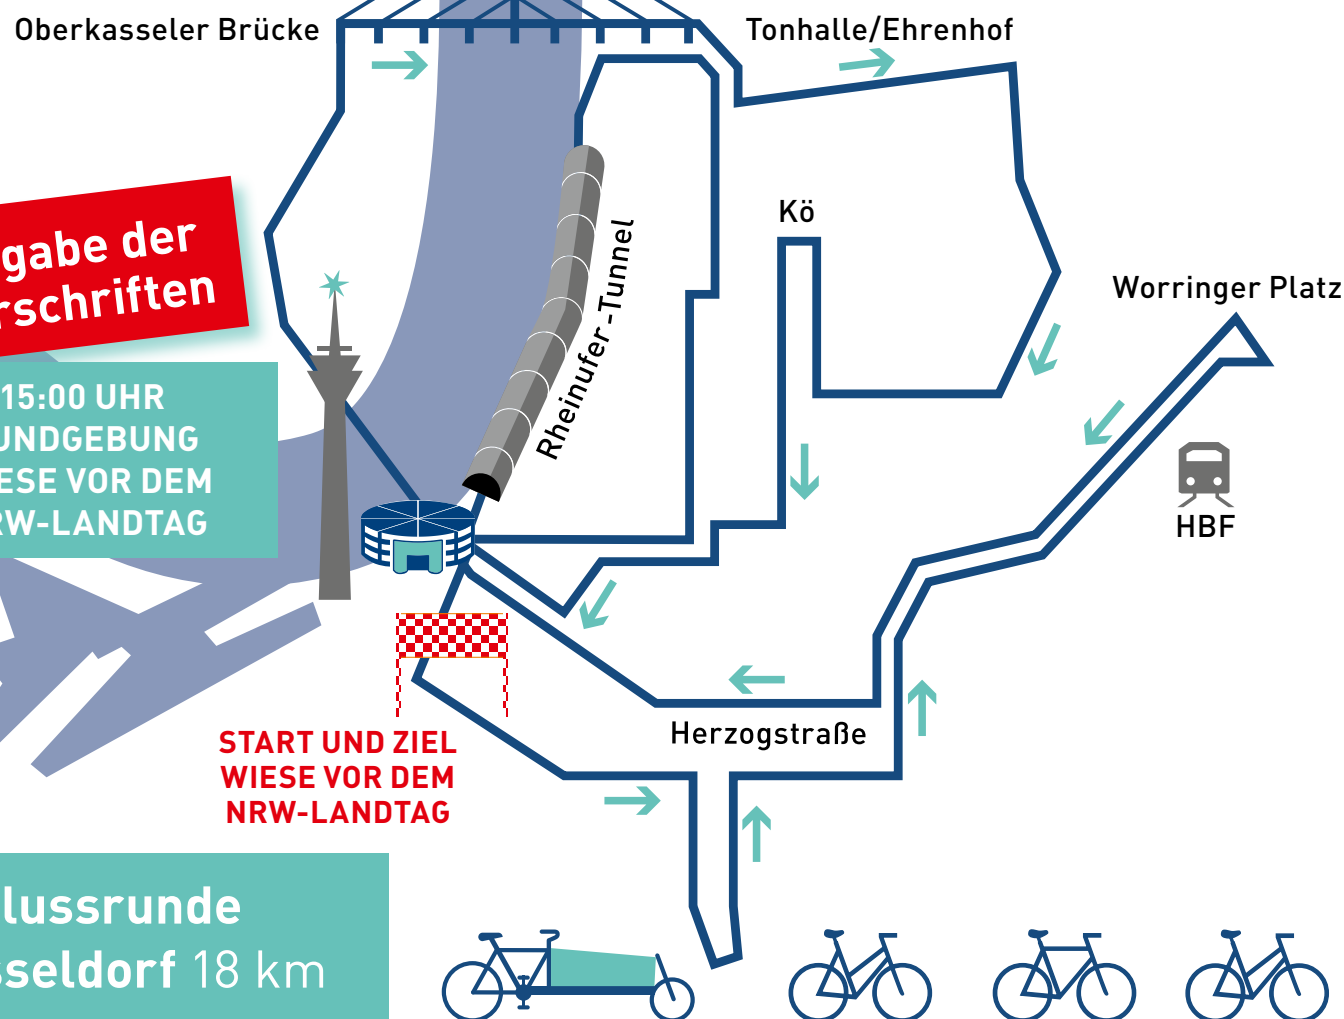 Oberkasseler Brücke
Tonhalle/Ehrenhof
Kö
Worringer Platz
gabe der
rschriften
Rheinufer-Tunnel
15:00 UHR
UNDGEBUNG
ESE VOR DEM
RW-LANDTAG
HBF
Herzogstraße
START UND ZIEL
WIESE VOR DEM
NRW-LANDTAG
lussrunde
sseldorf 18 km